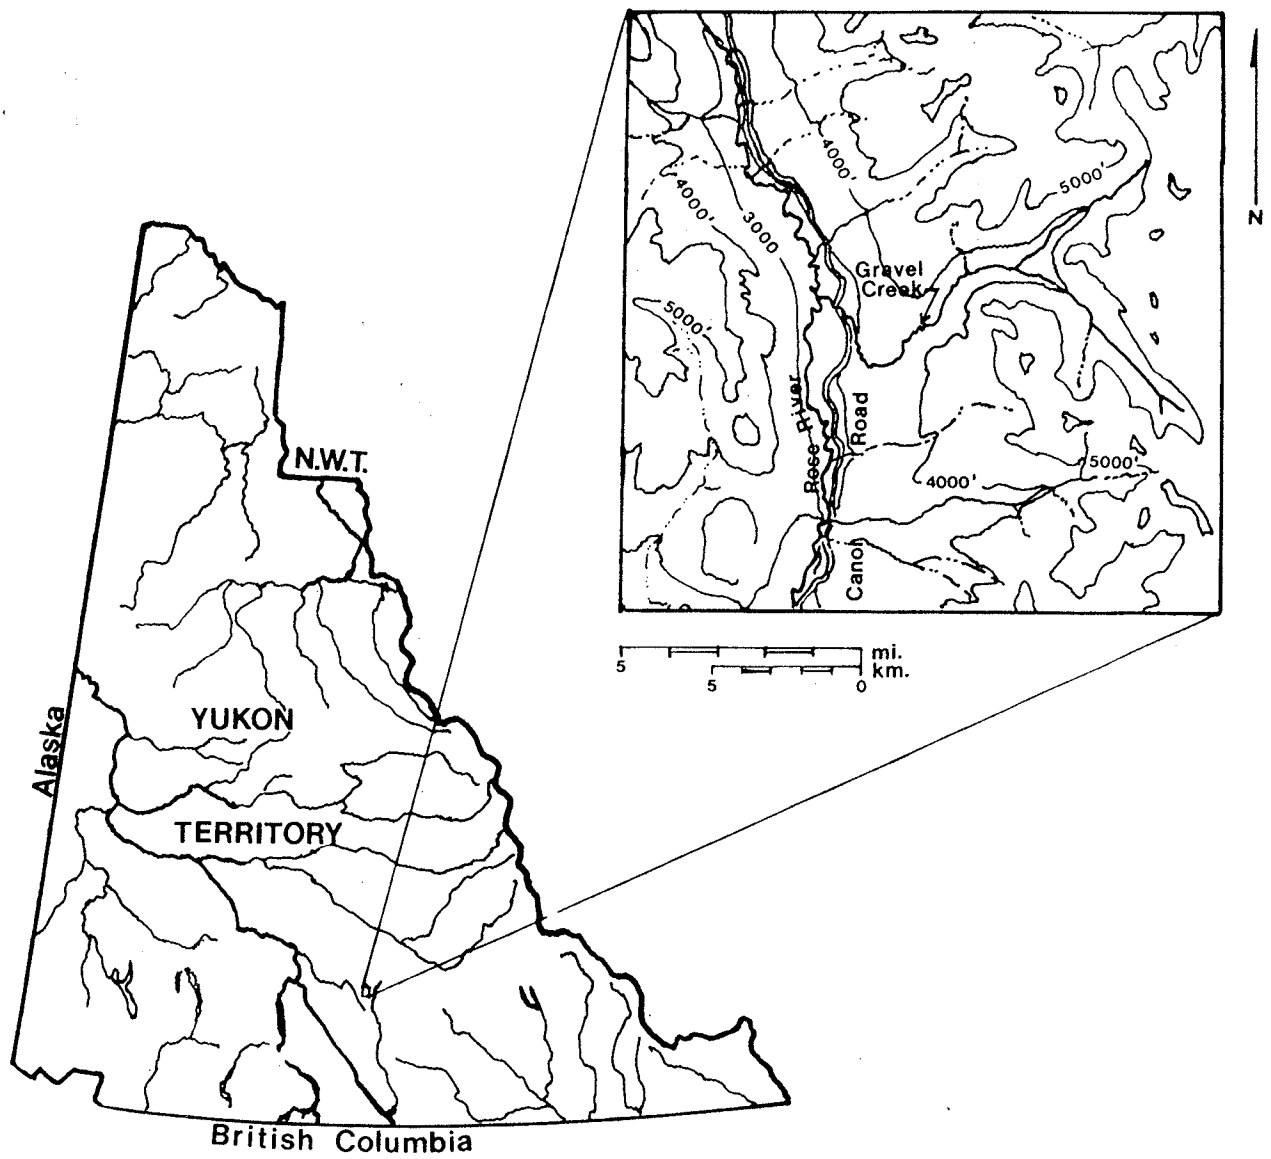 4000'
5000'
N
4000'
3000
Gravel
Creek
5000'
Rose River
Road
4000'
5000'
Canol
5 mi.
5 0 km.
N.W.T.
YUKON
Alaska
TERRITORY
British Columbia